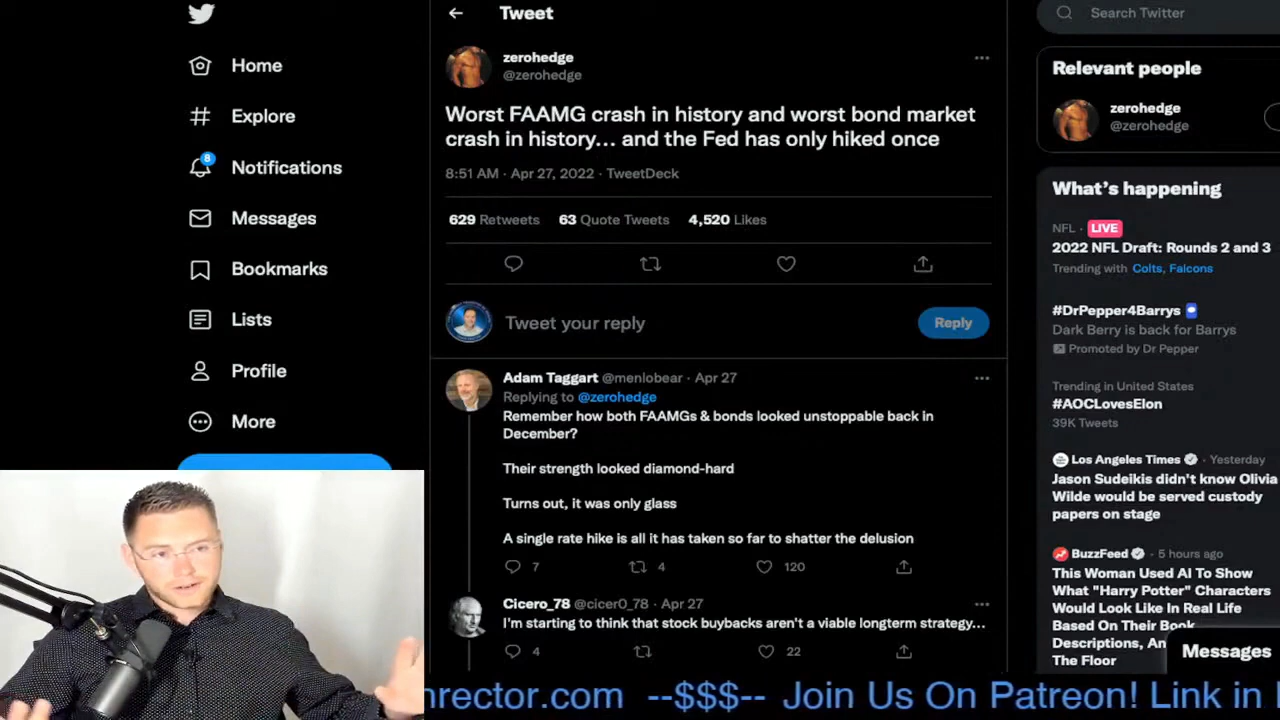 Home
Explore
8
Notifications
Messages
Bookmarks
Lists
Profile
More
Tweet
zerohedge
@zerohedge
Worst FAAMG crash in history and worst bond market
crash in history... and the Fed has only hiked once
8:51 AM · Apr 27, 2022 · TweetDeck
629 Retweets 63 Quote Tweets 4,520 Likes
Tweet your reply
Reply
Adam Taggart @menlobear · Apr 27
Replying to @zerohedge
Remember how both FAAMGs & bonds looked unstoppable back in
December?
Their strength looked diamond-hard
Turns out, it was only glass
A single rate hike is all it has taken so far to shatter the delusion
7 4 120
Cicero_78 @cicer0_78 · Apr 27
I'm starting to think that stock buybacks aren't a viable longterm strategy...
4 22
Search Twitter
Relevant people
zerohedge
@zerohedge
What's happening
NFL · LIVE
2022 NFL Draft: Rounds 2 and 3
Trending with Colts, Falcons
#DrPepper4Barrys
Dark Berry is back for Barrys
Promoted by Dr Pepper
Trending in United States
#AOCLovesElon
39K Tweets
Los Angeles Times · Yesterday
Jason Sudeikis didn't know Olivia
Wilde would be served custody
papers on stage
BuzzFeed · 5 hours ago
This Woman Used AI To Show
What "Harry Potter" Characters
Would Look Like In Real Life
Based On Their Book
Descriptions,
The Floor
Messages
nrector.com --$$$-- Join Us On Patreon! Link in